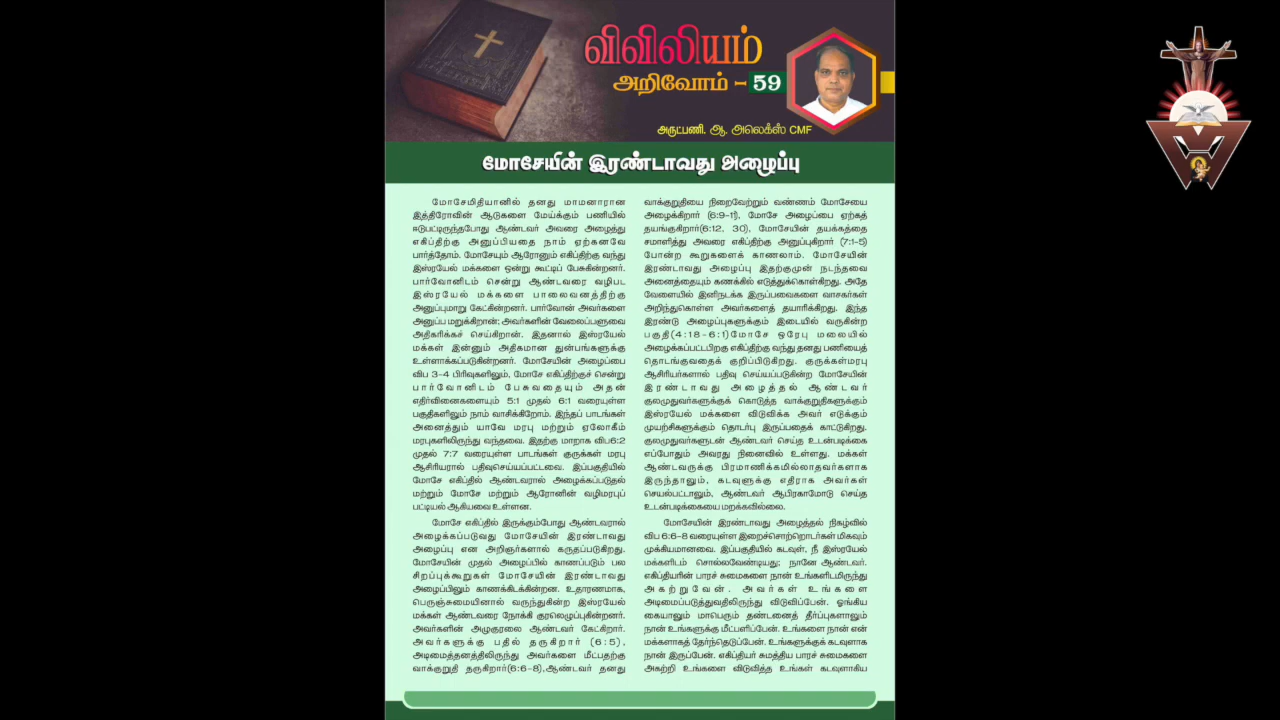 விவிலியம்
அறிவோம் – 59
அருட்பணி. ஆ. அலெக்ஸ் CMF
மோசேயின் இரண்டாவது அழைப்பு
மோசேமிதியானில் தனது மாமனாரான
இத்திரோவின் ஆடுகளை மேய்க்கும் பணியில்
ஈடுபட்டிருந்தபோது ஆண்டவர் அவரை அழைத்து
எகிப்திற்கு அனுப்பியதை நாம் ஏற்கனவே
பார்த்தோம். மோசேயும் ஆரோனும் எகிப்திற்கு வந்து
இஸ்ரயேல் மக்களை ஒன்று கூட்டிப் பேசுகின்றனர்.
பார்வோனிடம் சென்று ஆண்டவரை வழிபட
இஸ்ரயேல் மக்களை பாலைவனத்திற்கு
அனுப்புமாறு கேட்கின்றனர். பார்வோன் அவர்களை
அனுப்ப மறுக்கிறான்; அவர்களின் வேலைப்பளுவை
அதிகரிக்கச் செய்கிறான். இதனால் இஸ்ரயேல்
மக்கள் இன்னும் அதிகமான துன்பங்களுக்கு
உள்ளாக்கப்படுகின்றனர். மோசேயின் அழைப்பை
விப 3-4 பிரிவுகளிலும், மோசே எகிப்திற்குச் சென்று
பார்வோனிடம் பேசுவதையும் அதன்
எதிர்வினைகளையும் 5:1 முதல் 6:1 வரையுள்ள
பகுதிகளிலும் நாம் வாசிக்கிறோம். இந்தப் பாடங்கள்
அனைத்தும் யாவே மரபு மற்றும் ஏலோகீம்
மரபுகளிலிருந்து வந்தவை. இதற்கு மாறாக விப6:2
முதல் 7:7 வரையுள்ள பாடங்கள் குருக்கள் மரபு
ஆசிரியரால் பதிவுசெய்யப்பட்டவை. இப்பகுதியில்
மோசே எகிப்தில் ஆண்டவரால் அழைக்கப்படுதல்
மற்றும் மோசே மற்றும் ஆரோனின் வழிமரபுப்
பட்டியல் ஆகியவை உள்ளன.
மோசே எகிப்தில் இருக்கும்போது ஆண்டவரால்
அழைக்கப்படுவது மோசேயின் இரண்டாவது
அழைப்பு என அறிஞர்களால் கருதப்படுகிறது.
மோசேயின் முதல் அழைப்பில் காணப்படும் பல
சிறப்புக்கூறுகள் மோசேயின் இரண்டாவது
அழைப்பிலும் காணக்கிடக்கின்றன. உதாரணமாக,
பெருஞ்சுமையினால் வருந்துகின்ற இஸ்ரயேல்
மக்கள் ஆண்டவரை நோக்கி குரலெழுப்புகின்றனர்.
அவர்களின் அழுகுரலை ஆண்டவர் கேட்கிறார்.
அவர்களுக்கு பதில் தருகிறார் (6:5),
அடிமைத்தனத்திலிருந்து அவர்களை மீட்பதற்கு
வாக்குறுதி தருகிறார்(6:6-8),ஆண்டவர் தனது
வாக்குறுதியை நிறைவேற்றும் வண்ணம் மோசேயை
அழைக்கிறார் (6:9-11), மோசே அழைப்பை ஏற்கத்
தயங்குகிறார்(6:12, 30), மோசேயின் தயக்கத்தை
சமாளித்து அவரை எகிப்திற்கு அனுப்புகிறார் (7:1-5)
போன்ற கூறுகளைக் காணலாம். மோசேயின்
இரண்டாவது அழைப்பு இதற்குமுன் நடந்தவை
அனைத்தையும் கணக்கில் எடுத்துக்கொள்கிறது. அதே
வேளையில் இனிநடக்க இருப்பவைகளை வாசகர்கள்
அறிந்துகொள்ள அவர்களைத் தயாரிக்கிறது. இந்த
இரண்டு அழைப்புகளுக்கும் இடையில் வருகின்ற
பகுதி(4:18-6:1)மோசே ஓரேபு மலையில்
அழைக்கப்பட்டபிறகு எகிப்திற்கு வந்து தனது பணியைத்
தொடங்குவதைக் குறிப்பிடுகிறது. குருக்கள்மரபு
ஆசிரியர்களால் பதிவு செய்யப்படுகின்ற மோசேயின்
இரண்டாவது அழைத்தல் ஆண்டவர்
குலமுதுவர்களுக்குக் கொடுத்த வாக்குறுதிகளுக்கும்
இஸ்ரயேல் மக்களை விடுவிக்க அவர் எடுக்கும்
முயற்சிகளுக்கும் தொடர்பு இருப்பதைக் காட்டுகிறது.
குலமுதுவர்களுடன் ஆண்டவர் செய்த உடன்படிக்கை
எப்போதும் அவரது நினைவில் உள்ளது. மக்கள்
ஆண்டவருக்கு பிரமாணிக்கமில்லாதவர்களாக
இருந்தாலும், கடவுளுக்கு எதிராக அவர்கள்
செயல்பட்டாலும், ஆண்டவர் ஆபிரகாமோடு செய்த
உடன்படிக்கையை மறக்கவில்லை.
மோசேயின் இரண்டாவது அழைத்தல் நிகழ்வில்
விப 6:6-8 வரையுள்ள இறைச்சொற்றொடர்கள் மிகவும்
முக்கியமானவை. இப்பகுதியில் கடவுள், நீ இஸ்ரயேல்
மக்களிடம் சொல்லவேண்டியது; நானே ஆண்டவர்.
எகிப்தியரின் பாரச் சுமைகளை நான் உங்களிடமிருந்து
அகற்றுவேன். அவர்கள் உங்களை
அடிமைப்படுத்துவதிலிருந்து விடுவிப்பேன். ஓங்கிய
கையாலும் மாபெரும் தண்டனைத் தீர்ப்புகளாலும்
நான் உங்களுக்கு மீட்பளிப்பேன். உங்களை நான் என்
மக்களாகத் தேர்ந்தெடுப்பேன். உங்களுக்குக் கடவுளாக
நான் இருப்பேன். எகிப்தியர் சுமத்திய பாரச் சுமைகளை
அகற்றி உங்களை விடுவித்த உங்கள் கடவுளாகிய